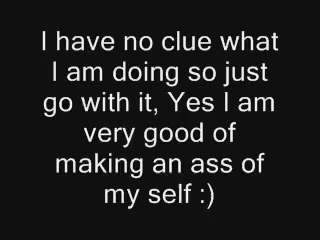 I have no clue what
I am doing so just
go with it, Yes I am
very good of
making an ass of
my self :)